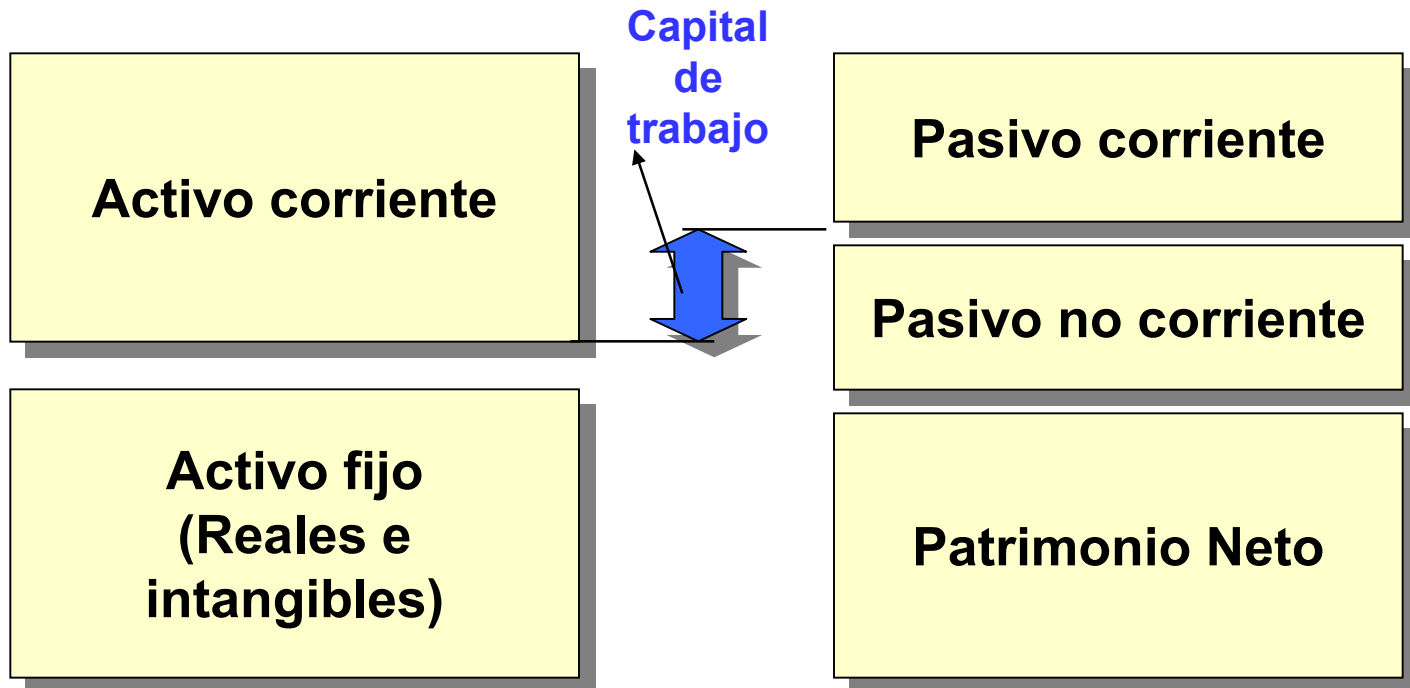 Capital
de
trabajo
Activo corriente
Pasivo corriente
Pasivo no corriente
Activo fijo
(Reales e
intangibles)
Patrimonio Neto